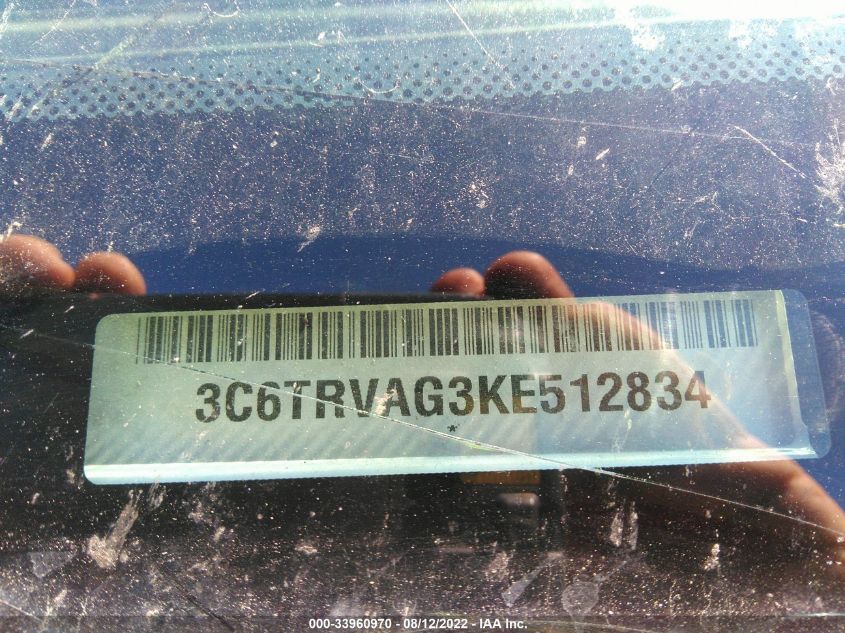 3C6TRVAG3KE512834
*
000-33960970 - 08/12/2022 - IAA Inc.